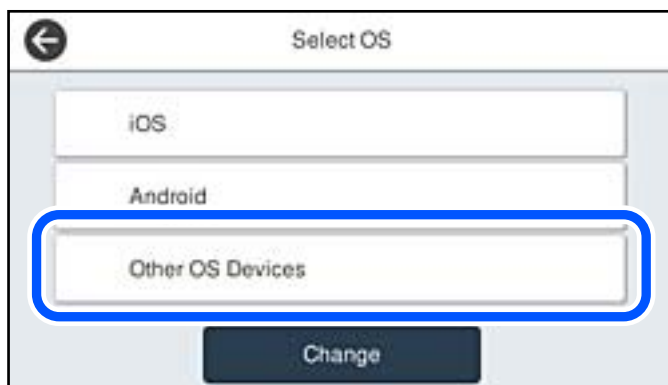 Select OS
iOS
Android
Other OS Devices
Change